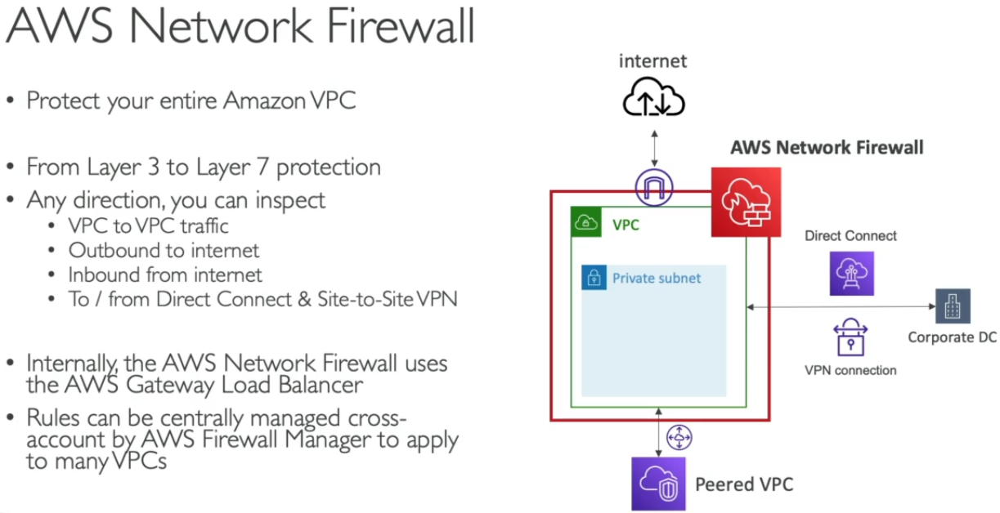 AWS Network Firewall
• Protect your entire Amazon VPC
• From Layer 3 to Layer 7 protection
• Any direction, you can inspect
• VPC to VPC traffic
• Outbound to internet
• Inbound from internet
• To / from Direct Connect & Site-to-Site VPN
• Internally, the AWS Network Firewall uses
the AWS Gateway Load Balancer
• Rules can be centrally managed cross-
account by AWS Firewall Manager to apply
to many VPCs
internet
AWS Network Firewall
VPC
Private subnet
Direct Connect
Corporate DC
VPN connection
Peered VPC